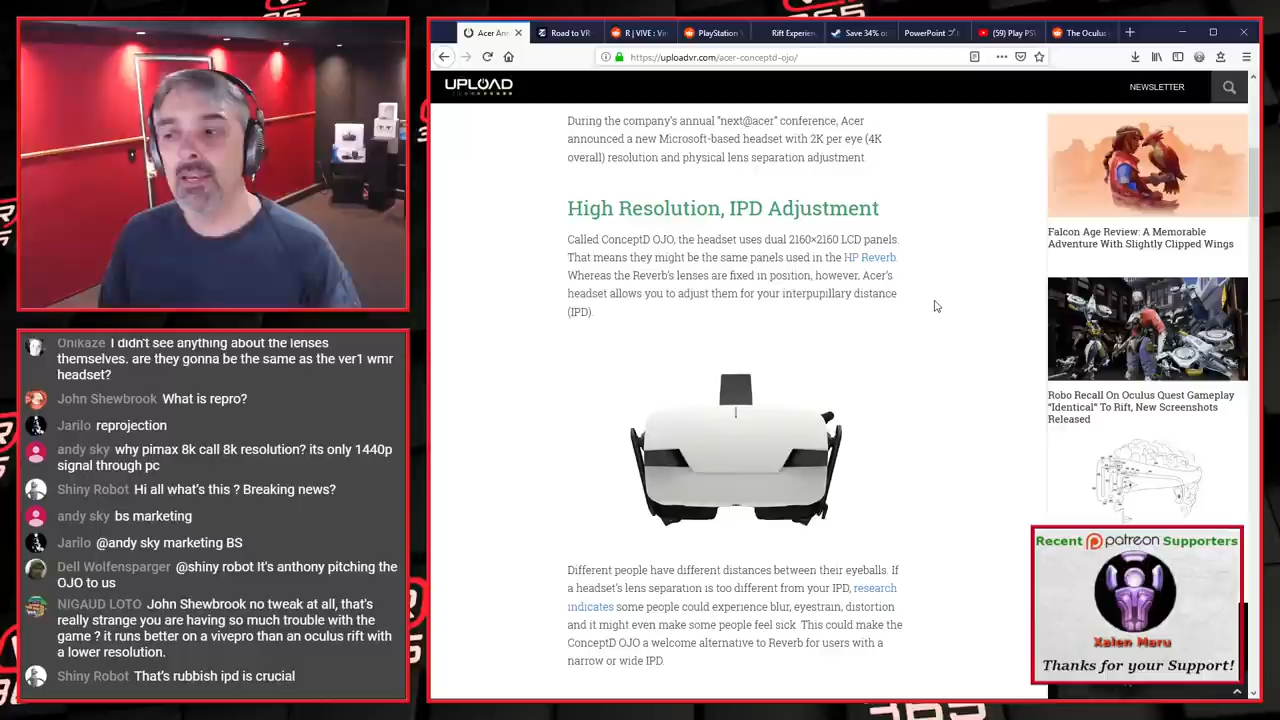 Acer An
Road to VR
R | VIVE : Vi
PlayStation
Rift Experien
Save 34% o
PowerPoint
(59) Play PS
The Oculus
https://uploadvr.com/acer-conceptd-ojo/
UPLOAD
NEWSLETTER
During the company's annual "next@acer" conference, Acer
announced a new Microsoft-based headset with 2K per eye (4K
overall) resolution and physical lens separation adjustment.
High Resolution, IPD Adjustment
Called ConceptD OJO, the headset uses dual 2160×2160 LCD panels.
That means they might be the same panels used in the HP Reverb.
Whereas the Reverb's lenses are fixed in position, however, Acer's
headset allows you to adjust them for your interpupillary distance
(IPD).
Different people have different distances between their eyeballs. If
a headset's lens separation is too different from your IPD, research
indicates some people could experience blur, eyestrain, distortion
and it might even make some people feel sick. This could make the
ConceptD OJO a welcome alternative to Reverb for users with a
narrow or wide IPD.
Falcon Age Review: A Memorable
Adventure With Slightly Clipped Wings
Robo Recall On Oculus Quest Gameplay
"Identical" To Rift, New Screenshots
Released
Onikaze I didn't see anything about the lenses
themselves. are they gonna be the same as the ver1 wmr
headset?
John Shewbrook What is repro?
Jarilo reprojection
andy sky why pimax 8k call 8k resolution? its only 1440p
signal through pc
Shiny Robot Hi all what's this ? Breaking news?
andy sky bs marketing
Jarilo @andy sky marketing BS
Dell Wolfensparger @shiny robot It's anthony pitching the
OJO to us
NIGAUD LOTO John Shewbrook no tweak at all, that's
really strange you are having so much trouble with the
game ? it runs better on a vivepro than an oculus rift with
a lower resolution.
Shiny Robot That's rubbish ipd is crucial
Recent patreon Supporters
Xalen Maru
Thanks for your Support!